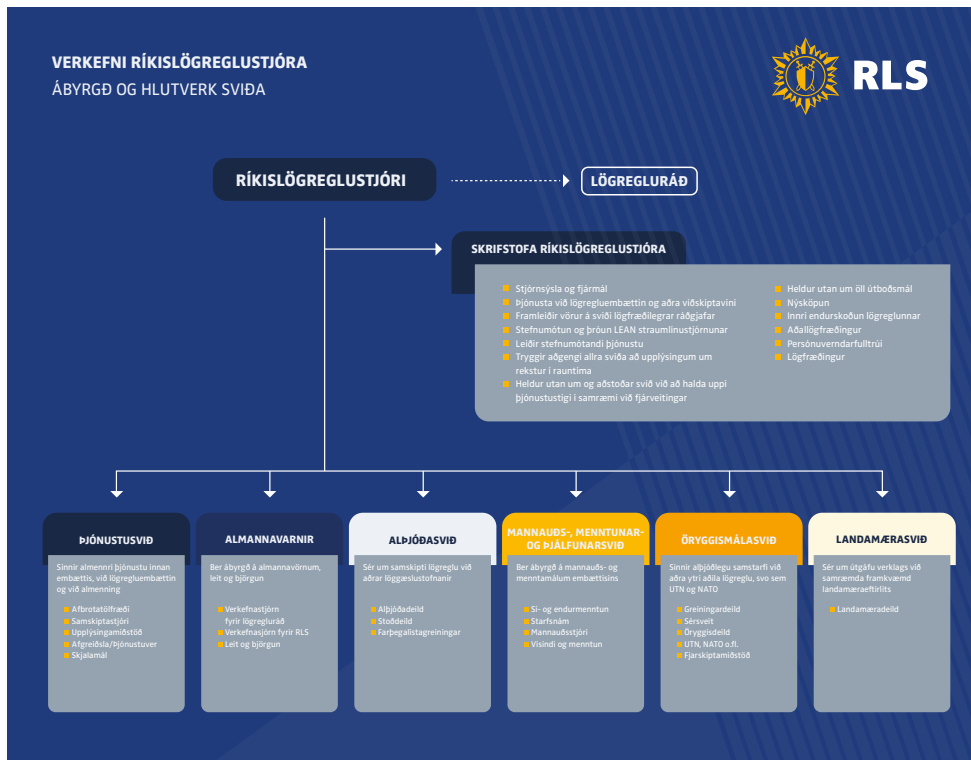 VERKEFNI RÍKISLÖGREGLUSTJÓRA
ÁBYRGÐ OG HLUTVERK SVIÐA
RLS
RÍKISLÖGREGLUSTJÓRI
LÖGREGLURÁÐ
SKRIFSTOFA RÍKISLÖGREGLUSTJÓRA
Stjórnsýsla og fjármál
Þjónusta við lögregluembættin og aðra viðskiptavini
Framleiðir vörur á sviði lögfræðilegrar ráðgjafar
Stefnumótun og þróun LEAN straumlínustjórnunar
Leiðir stefnumótandi þjónustu
Tryggir aðgengi allra sviða að upplýsingum um
rekstur í rauntíma
Heldur utan um og aðstoðar svið við að halda uppi
þjónustustigi í samræmi við fjárveitingar
Heldur utan um öll útboðsmál
Nýsköpun
Innri endurskoðun lögreglunnar
Aðallögfræðingur
Persónuverndarfulltrúi
Lögfræðingur
ÞJÓNUSTUSVIÐ
Sinnir almennri þjónustu innan
embættis, við lögregluembættin
og við almenning
Afbrotatölfræði
Samskiptastjóri
Upplýsingamiðstöð
Afgreiðsla/Þjónustuver
Skjalamál
ALMANNAVARNIR
Ber ábyrgð á almannavörnum,
leit og björgun
Verkefnastjórn
fyrir lögregluráð
Verkefnasjórn fyrir RLS
Leit og björgun
ALÞJÓÐASVIÐ
Sér um samskipti lögreglu við
aðrar löggæslustofnanir
Alþjóðadeild
Stoðdeild
Farþegalistagreiningar
MANNAUÐS-, MENNTUNAR-
OG ÞJÁLFUNARSVIÐ
Ber ábyrgð á mannauðs- og
menntamálum embættisins
Sí- og endurmenntun
Starfsnám
Mannauðsstjóri
Vísindi og menntun
ÖRYGGISMÁLASVIÐ
Sinnir alþjóðlegu samstarfi við
aðra ytri aðila lögreglu, svo sem
UTN og NATO
Greiningardeild
Sérsveit
Öryggisdeild
UTN, NATO o.fl.
Fjarskiptamiðstöð
LANDAMÆRASVIÐ
Sér um útgáfu verklags við
samræmda framkvæmd
landamæraeftirlits
Landamæradeild